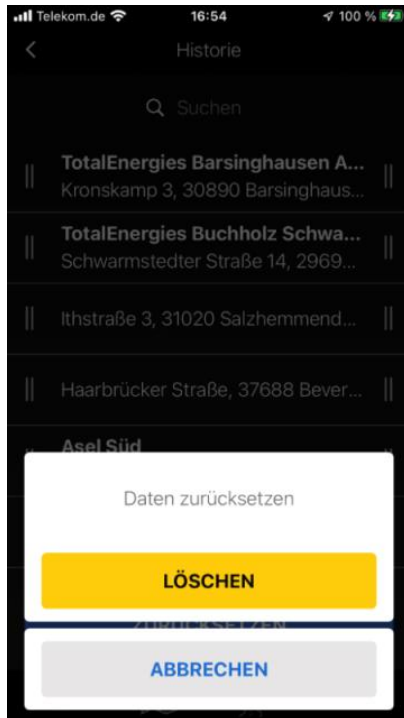 Telekom.de 16:54 100 %
Historie
Suchen
TotalEnergies Barsinghausen A...
Kronskamp 3, 30890 Barsinghaus...
TotalEnergies Buchholz Schwa...
Schwarmstedter Straße 14, 2969...
Ithstraße 3, 31020 Salzhemmend...
Haarbrücker Straße, 37688 Bever...
Asel Süd
Daten zurücksetzen
LÖSCHEN
ZURÜCKSETZEN
ABBRECHEN